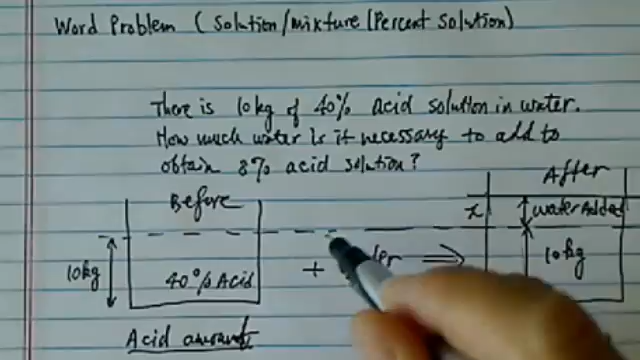 Word Problem (Solution/mixture/Percent solution)
There is 10kg of 40% acid solution in water.
How much water is it necessary to add to
obtain 8% acid solution?
Before
After
x
water Added
10kg
40% Acid
+
⇒
10kg
Acid amount